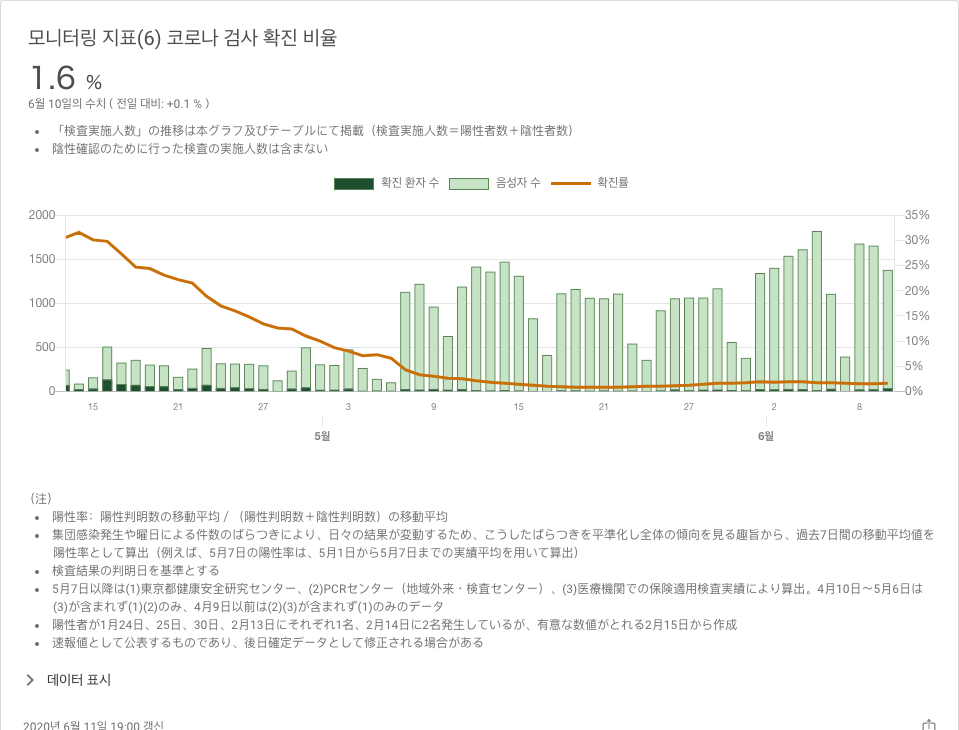 모니터링 지표(6) 코로나 검사 확진 비율
1.6 %
6월 10일의 수치 ( 전일 대비: +0.1 % )
• 「検査実施人数」の推移は本グラフ及びテーブルにて掲載（検査実施人数＝陽性者数＋陰性者数）
• 陰性確認のために行った検査の実施人数は含まない
확진 환자 수 음성자 수 확진률
2000 35%
30%
1500 25%
20%
1000 15%
10%
500 5%
0 0%
15 21 27 3 9 15 21 27 2 8
5월 6월
（注）
• 陽性率：陽性判明数の移動平均 / （陽性判明数＋陰性判明数）の移動平均
• 集団感染発生や曜日による件数のばらつきにより、日々の結果が変動するため、こうしたばらつきを平準化し全体の傾向を見る趣旨から、過去7日間の移動平均値を
陽性率として算出（例えば、5月7日の陽性率は、5月1日から5月7日までの実績平均を用いて算出）
• 検査結果の判明日を基準とする
• 5月7日以降は(1)東京都健康安全研究センター、(2)PCRセンター（地域外来・検査センター）、(3)医療機関での保険適用検査実績により算出。4月10日～5月6日は
(3)が含まれず(1)(2)のみ、4月9日以前は(2)(3)が含まれず(1)のみのデータ
• 陽性者が1月24日、25日、30日、2月13日にそれぞれ1名、2月14日に2名発生しているが、有意な数値がとれる2月15日から作成
• 速報値として公表するものであり、後日確定データとして修正される場合がある
데이터 표시
2020년 6월 11일 19:00 갱신